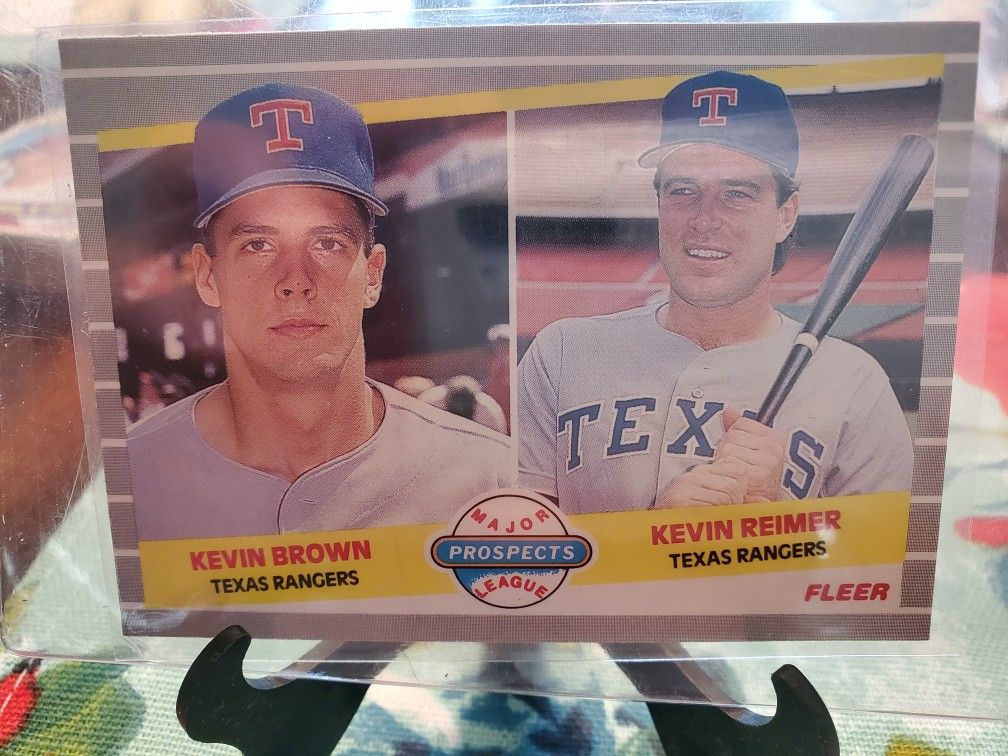 T
T
TEXAS
KEVIN BROWN
TEXAS RANGERS
MAJOR
PROSPECTS
LEAGUE
KEVIN REIMER
TEXAS RANGERS
FLEER